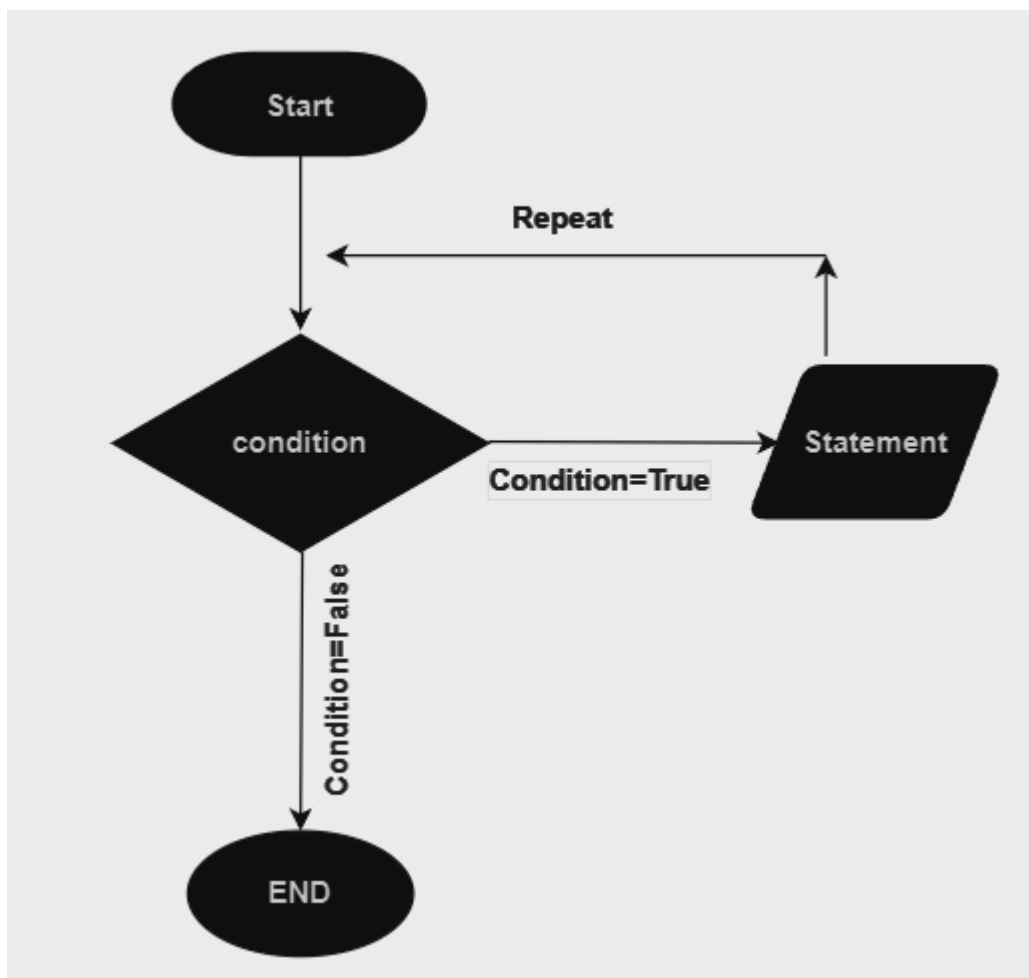 Start
Repeat
condition
Condition=True
Statement
Condition=False
END